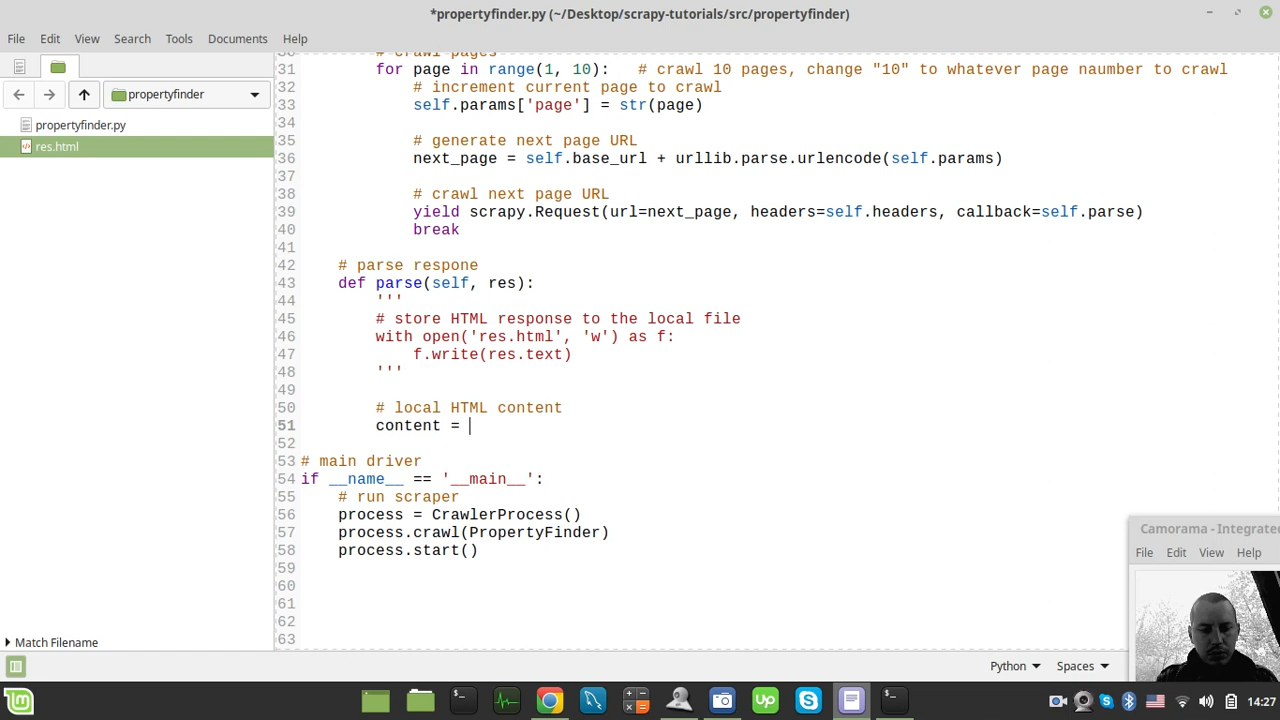 *propertyfinder.py (~/Desktop/scrapy-tutorials/src/propertyfinder)
File Edit View Search Tools Documents Help
propertyfinder
propertyfinder.py
res.html
Match Filename
30 # crawl pages
31 for page in range(1, 10): # crawl 10 pages, change "10" to whatever page naumber to crawl
32 # increment current page to crawl
33 self.params['page'] = str(page)
34
35 # generate next page URL
36 next_page = self.base_url + urllib.parse.urlencode(self.params)
37
38 # crawl next page URL
39 yield scrapy.Request(url=next_page, headers=self.headers, callback=self.parse)
40 break
41
42 # parse respone
43 def parse(self, res):
44 '''
45 # store HTML response to the local file
46 with open('res.html', 'w') as f:
47 f.write(res.text)
48 '''
49
50 # local HTML content
51 content =
52
53 # main driver
54 if __name__ == '__main__':
55 # run scraper
56 process = CrawlerProcess()
57 process.crawl(PropertyFinder)
58 process.start()
59
60
61
62
63
Camorama - Integrated
File Edit View Help
Python Spaces
14:27